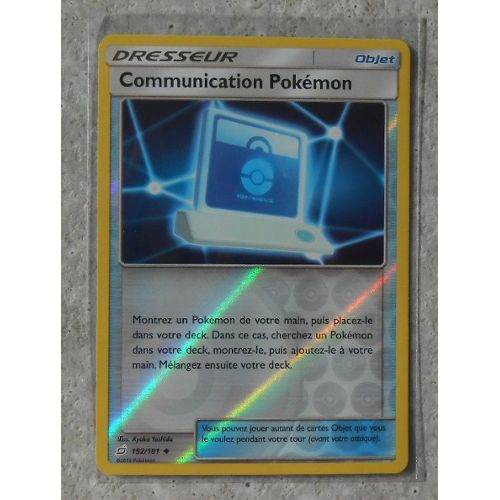 DRESSEUR
Objet
Communication Pokémon
Montrez un Pokémon de votre main, puis placez-le
dans votre deck. Dans ce cas, cherchez un Pokémon
dans votre deck, montrez-le, puis ajoutez-le à votre
main. Mélangez ensuite votre deck.
Illus. Ayaka Yoshida
152/181
©2019 Pokémon
Vous pouvez jouer autant de cartes Objet que vous
le voulez pendant votre tour (avant votre attaque).